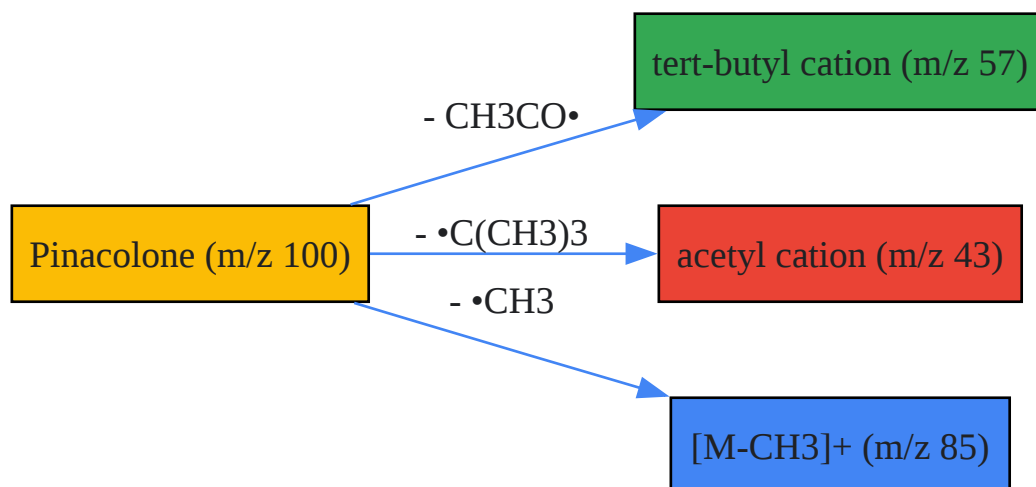 tert-butyl cation (m/z 57)
- CH3CO•
Pinacolone (m/z 100)
- •C(CH3)3
acetyl cation (m/z 43)
- •CH3
[M-CH3]+ (m/z 85)